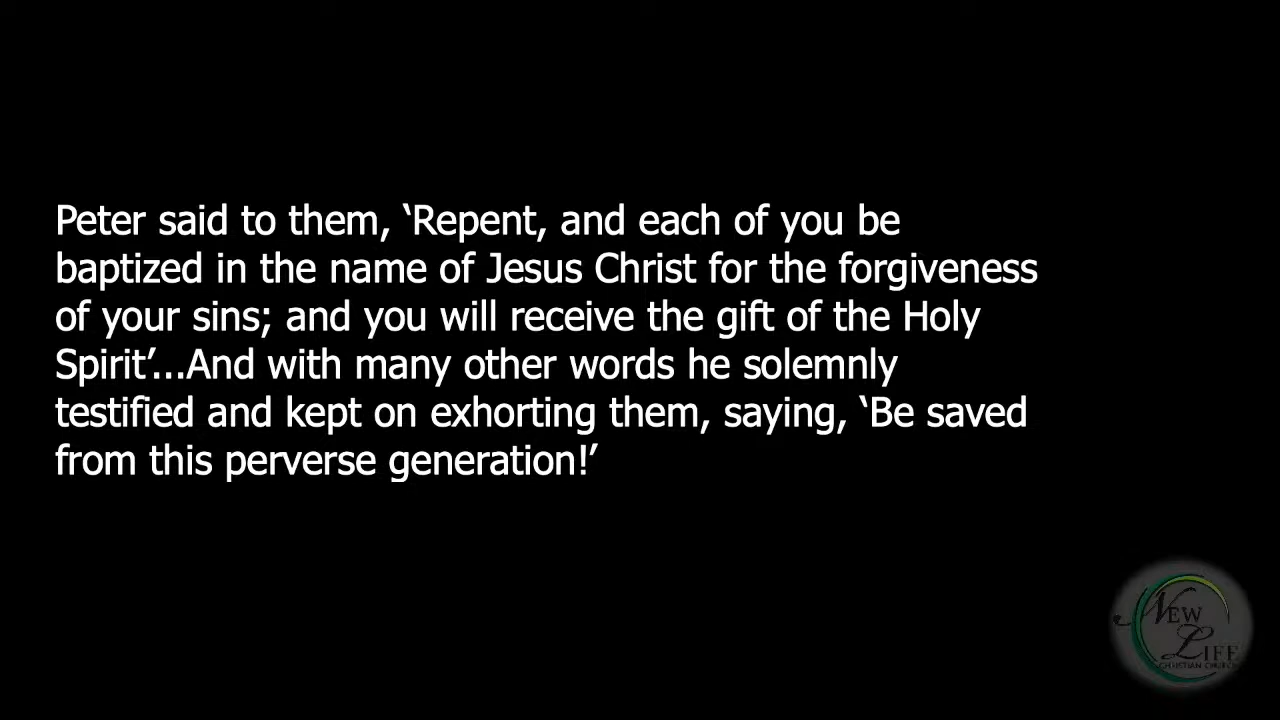 Peter said to them, ‘Repent, and each of you be
baptized in the name of Jesus Christ for the forgiveness
of your sins; and you will receive the gift of the Holy
Spirit’...And with many other words he solemnly
testified and kept on exhorting them, saying, ‘Be saved
from this perverse generation!’
New
Life
CHRISTIAN CHURCH